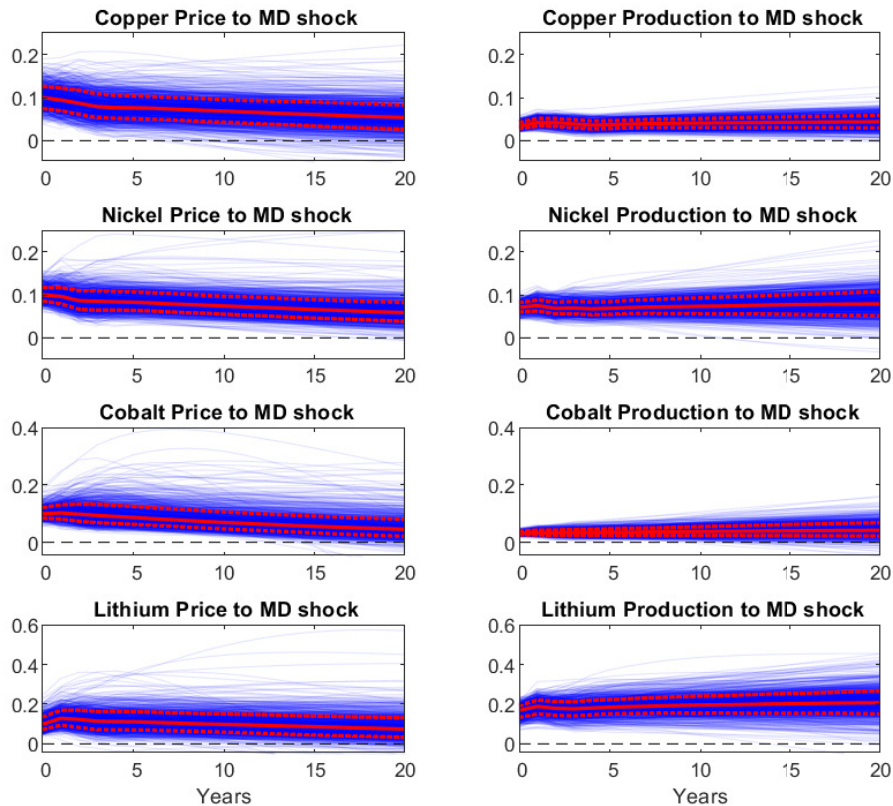 Copper Price to MD shock
0.2
0.1
0
0 5 10 15 20
Copper Production to MD shock
0.2
0.1
0
0 5 10 15 20
Nickel Price to MD shock
0.2
0.1
0
0 5 10 15 20
Nickel Production to MD shock
0.2
0.1
0
0 5 10 15 20
Cobalt Price to MD shock
0.4
0.2
0
0 5 10 15 20
Cobalt Production to MD shock
0.4
0.2
0
0 5 10 15 20
Lithium Price to MD shock
0.6
0.4
0.2
0
0 5 10 15 20
Years
Lithium Production to MD shock
0.6
0.4
0.2
0
0 5 10 15 20
Years